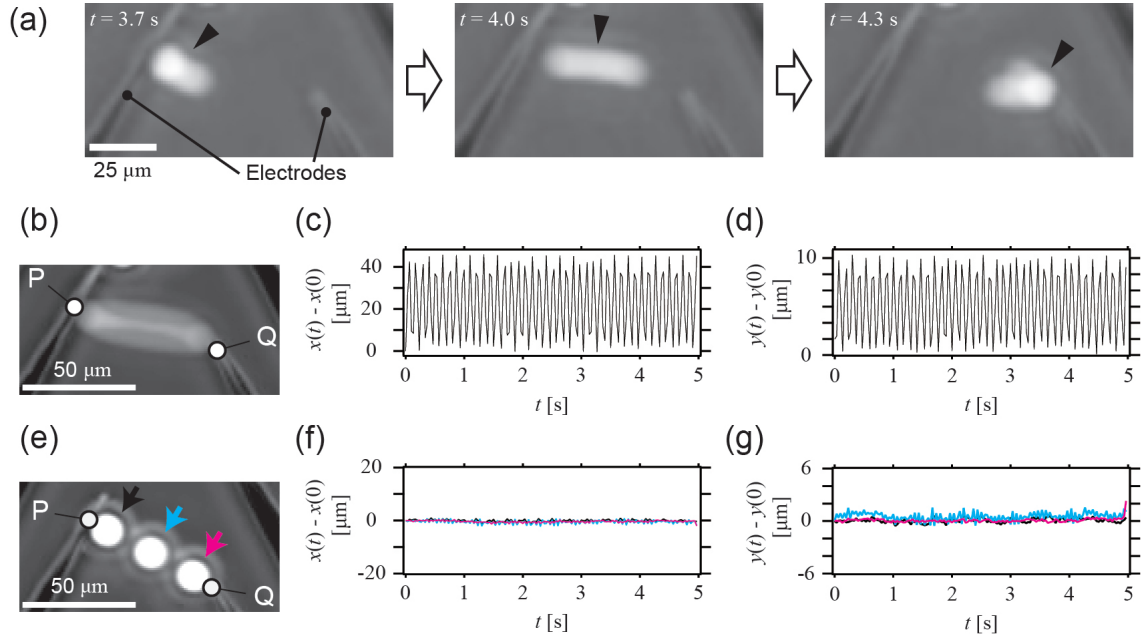 (a)
t = 3.7 s
t = 4.0 s
t = 4.3 s
25 μm
Electrodes
(b)
(c)
(d)
P
Q
50 μm
x(t) - x(0)
[μm]
40
20
0
0 1 2 3 4 5
t [s]
y(t) - y(0)
[μm]
10
0
0 1 2 3 4 5
t [s]
(e)
(f)
(g)
P
Q
50 μm
x(t) - x(0)
[μm]
20
0
-20
0 1 2 3 4 5
t [s]
y(t) - y(0)
[μm]
6
0
-6
0 1 2 3 4 5
t [s]